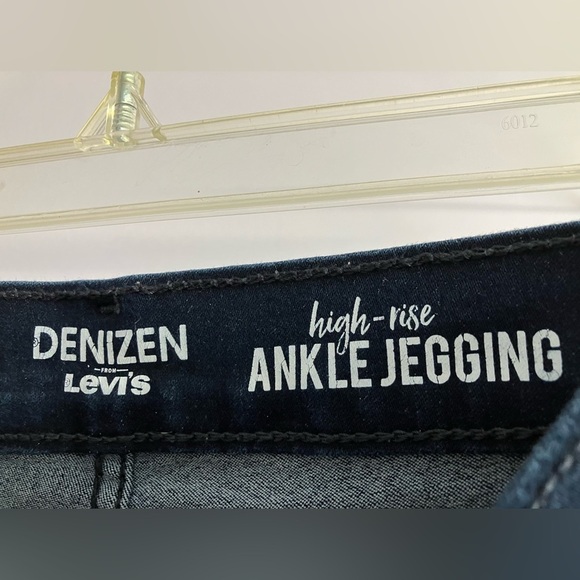 6012
DENIZEN
FROM
Levi's
high-rise
ANKLE JEGGING